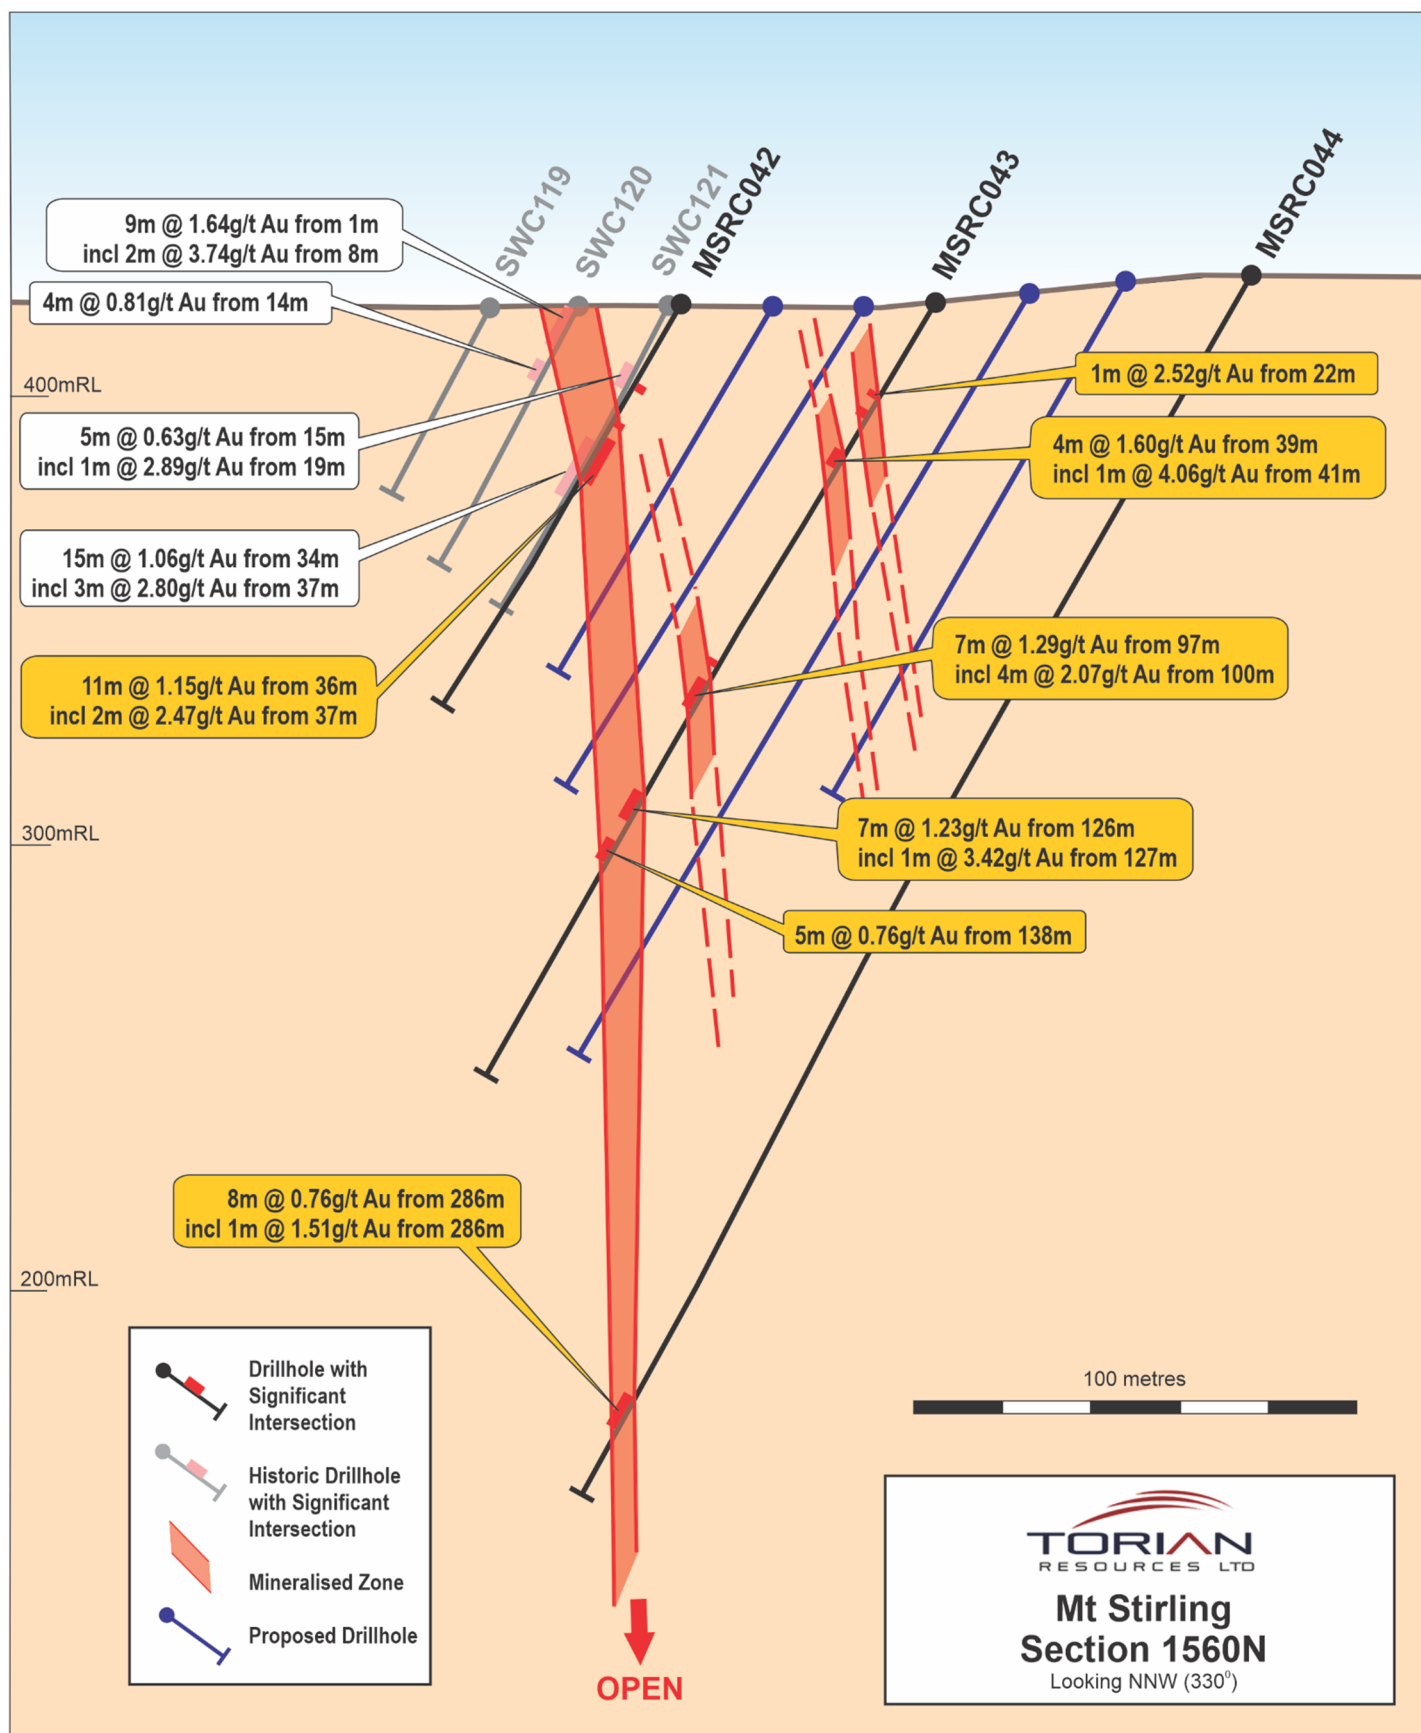 SWC119
SWC120
SWC121
MSRC042
MSRC043
MSRC044
9m @ 1.64g/t Au from 1m
incl 2m @ 3.74g/t Au from 8m
4m @ 0.81g/t Au from 14m
400mRL
1m @ 2.52g/t Au from 22m
5m @ 0.63g/t Au from 15m
incl 1m @ 2.89g/t Au from 19m
4m @ 1.60g/t Au from 39m
incl 1m @ 4.06g/t Au from 41m
15m @ 1.06g/t Au from 34m
incl 3m @ 2.80g/t Au from 37m
7m @ 1.29g/t Au from 97m
incl 4m @ 2.07g/t Au from 100m
11m @ 1.15g/t Au from 36m
incl 2m @ 2.47g/t Au from 37m
300mRL
7m @ 1.23g/t Au from 126m
incl 1m @ 3.42g/t Au from 127m
5m @ 0.76g/t Au from 138m
8m @ 0.76g/t Au from 286m
incl 1m @ 1.51g/t Au from 286m
200mRL
Drillhole with
Significant
Intersection
Historic Drillhole
with Significant
Intersection
Mineralised Zone
Proposed Drillhole
OPEN
100 metres
TORIAN
RESOURCES LTD
Mt Stirling
Section 1560N
Looking NNW (330⁰)